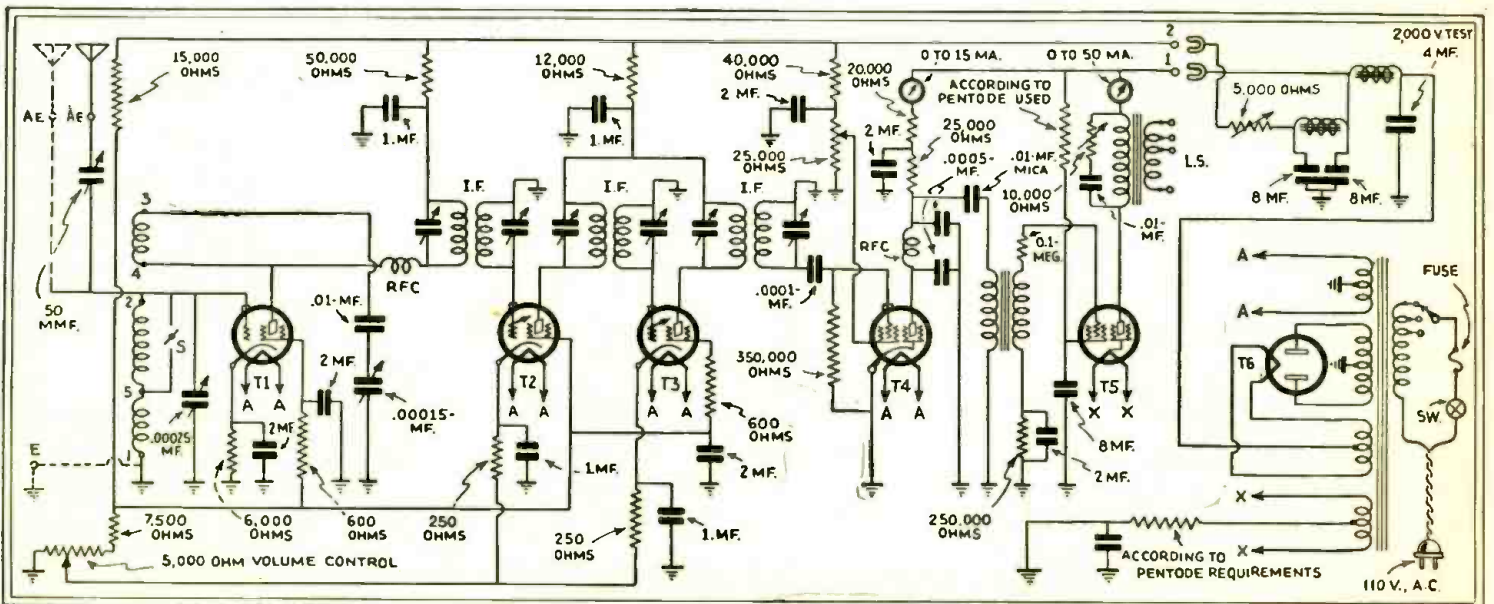 15,000
OHMS
50,000
OHMS
12,000
OHMS
40,000
OHMS
20,000
OHMS
0 TO 15 MA.
0 TO 50 MA.
2
1
2,000 V. TEST
4 MF.
AE
AE
1. MF.
1. MF.
2 MF.
ACCORDING TO
PENTODE USED
5,000 OHMS
2 MF.
25,000
OHMS
25,000
OHMS
.0005-
MF.
.01-MF.
MICA
L.S.
10,000
OHMS
8 MF.
8 MF.
3
I.F.
I.F.
I.F.
.01-
MF.
4
RFC
RFC
0.1-
MEG.
A
FUSE
50
MMF.
2
.01-MF.
.0001-
MF.
A
S
T1
T2
T3
T4
T5
T6
2 MF.
350,000
OHMS
5
A A
A A
A A
A A
X X
SW.
.00025
MF.
2 MF.
.00015-
MF.
600
OHMS
8 MF.
E
1
1 MF.
2 MF.
2 MF.
X
7,500
OHMS
6,000
OHMS
600
OHMS
250
OHMS
250
OHMS
1. MF.
250,000
OHMS
X
5,000 OHM VOLUME CONTROL
ACCORDING TO
PENTODE REQUIREMENTS
110 V., A.C.